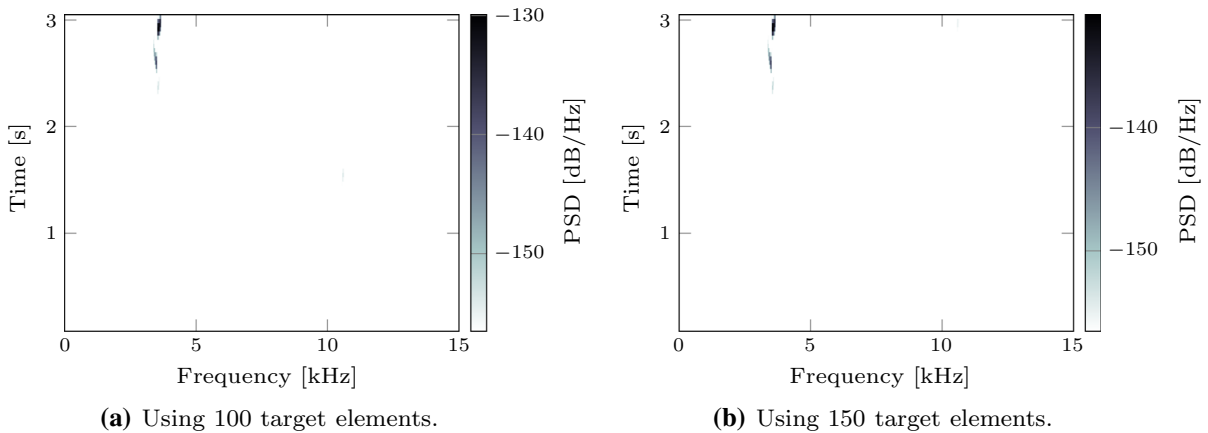 3
2
1
Time [s]
0
5
10
15
Frequency [kHz]
−130
−140
−150
PSD [dB/Hz]
(a) Using 100 target elements.
3
2
1
Time [s]
0
5
10
15
Frequency [kHz]
−140
−150
PSD [dB/Hz]
(b) Using 150 target elements.